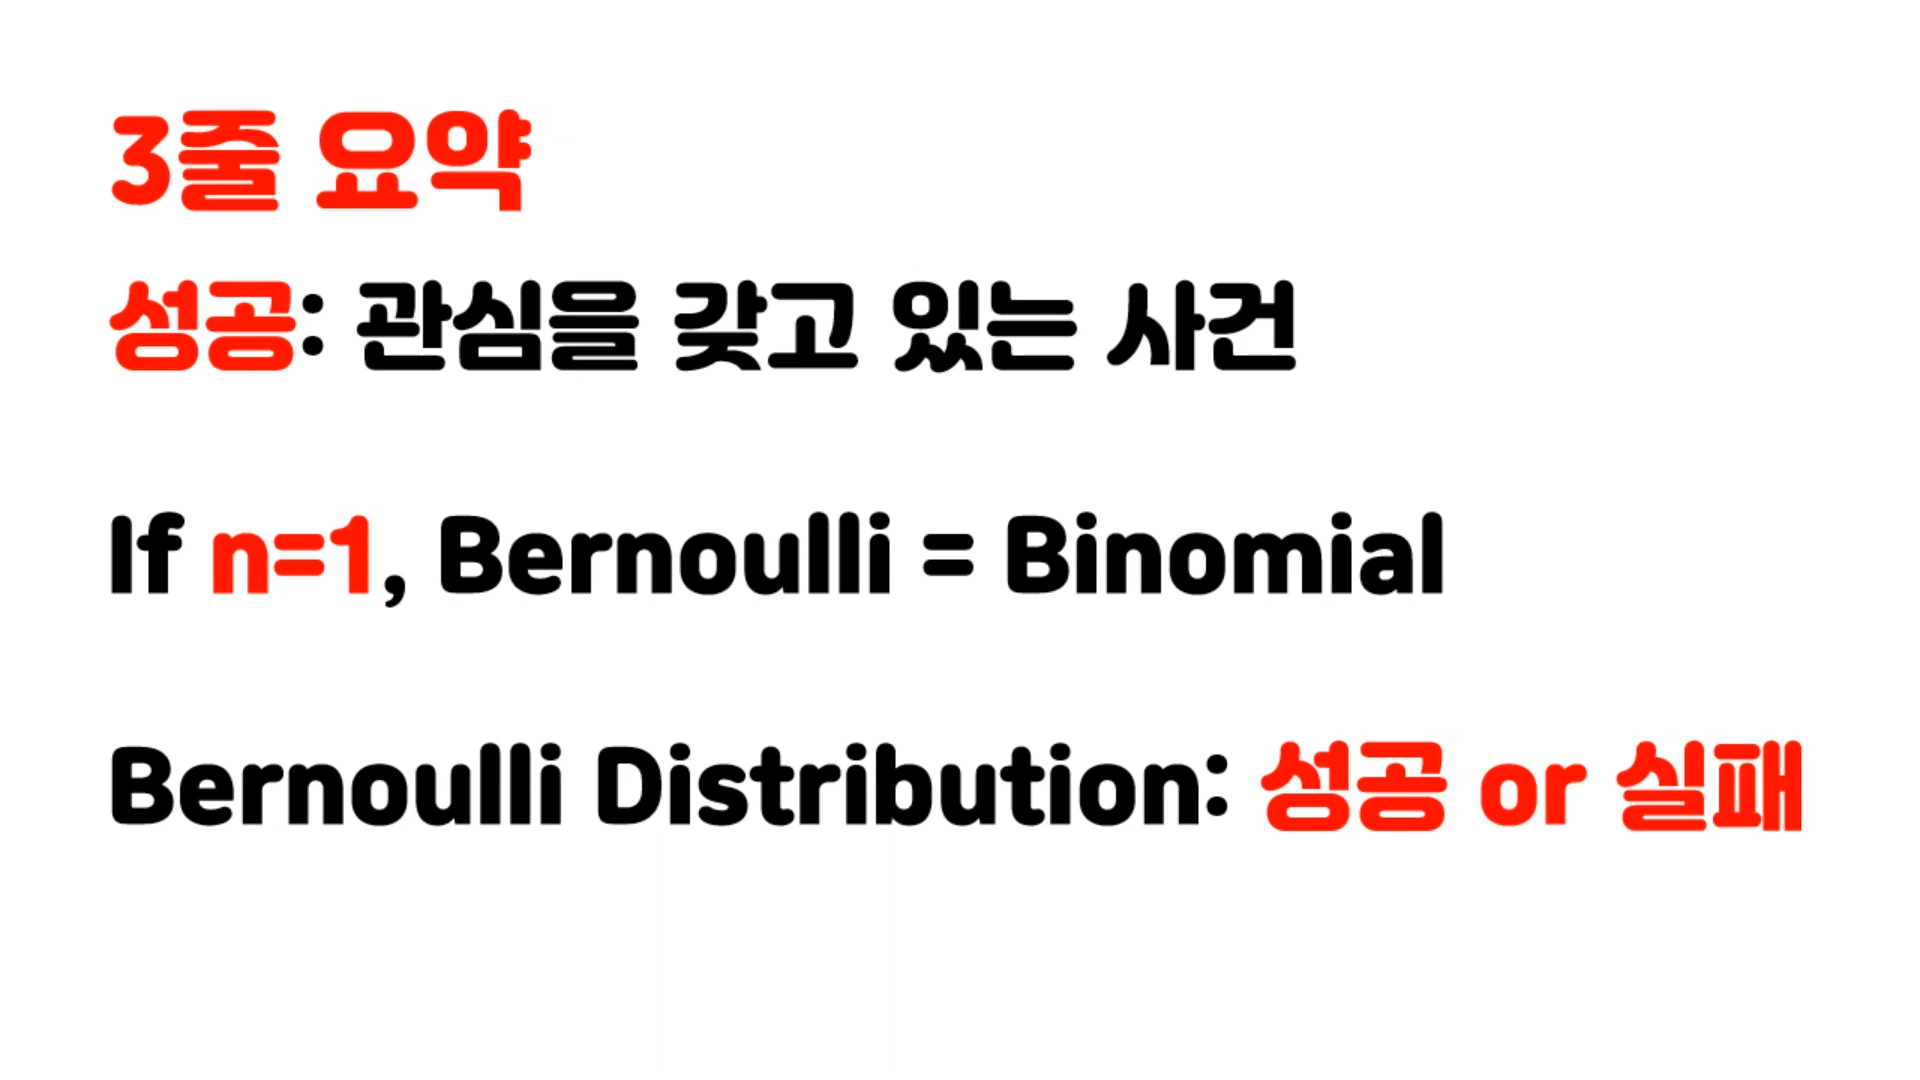 3줄 요약
성공: 관심을 갖고 있는 사건
If n=1, Bernoulli = Binomial
Bernoulli Distribution: 성공 or 실패